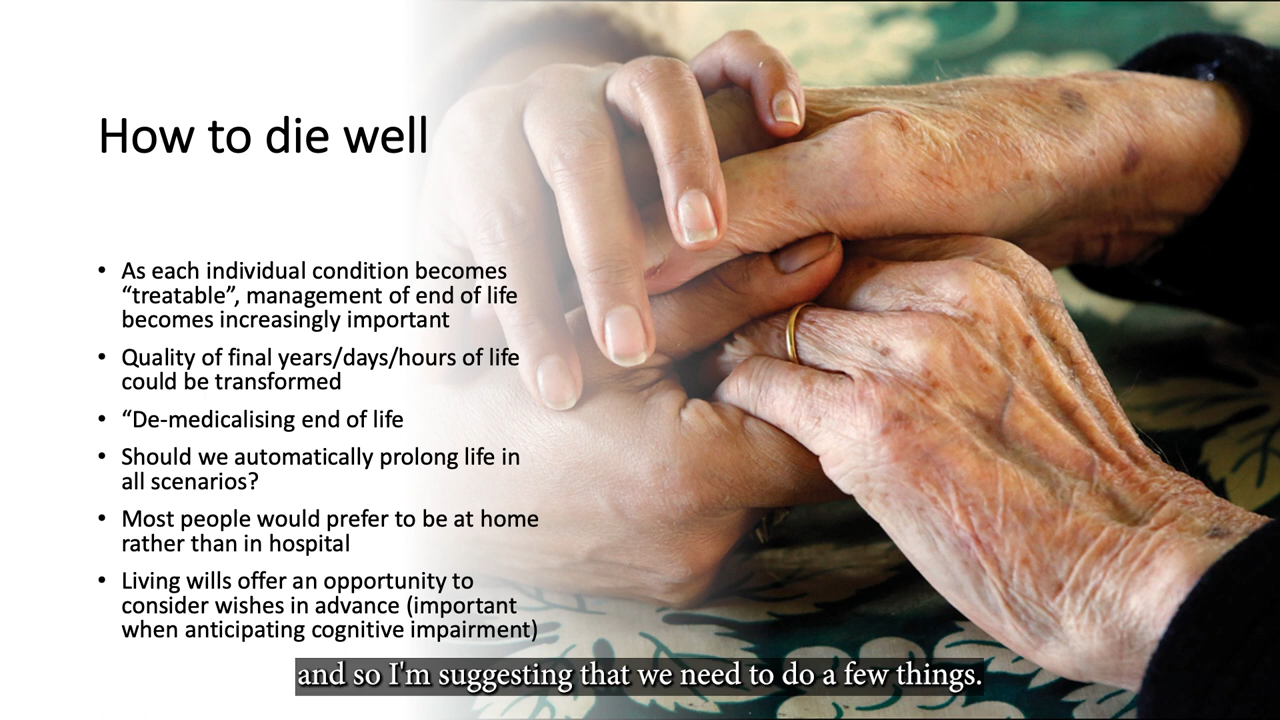 How to die well
• As each individual condition becomes
“treatable”, management of end of life
becomes increasingly important
• Quality of final years/days/hours of life
could be transformed
• “De-medicalising end of life
• Should we automatically prolong life in
all scenarios?
• Most people would prefer to be at home
rather than in hospital
• Living wills offer an opportunity to
consider wishes in advance (important
when anticipating cognitive impairment)
and so I'm suggesting that we need to do a few things.